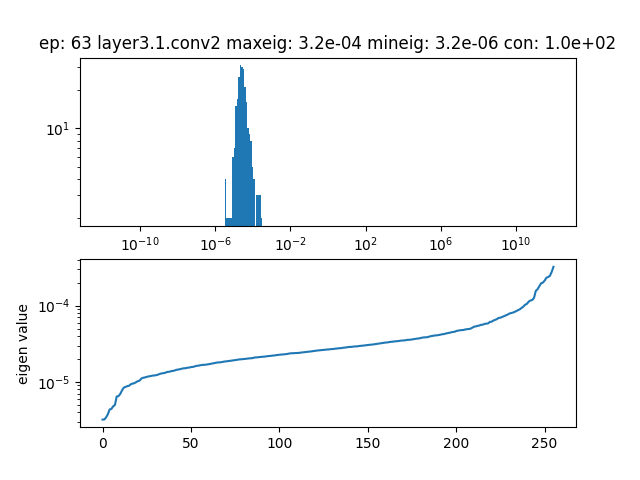 ep: 63 layer3.1.conv2 maxeig: 3.2e-04 mineig: 3.2e-06 con: 1.0e+02
10¹
10⁻¹⁰ 10⁻⁶ 10⁻² 10² 10⁶ 10¹⁰
10⁻⁴
10⁻⁵
eigen value
0 50 100 150 200 250